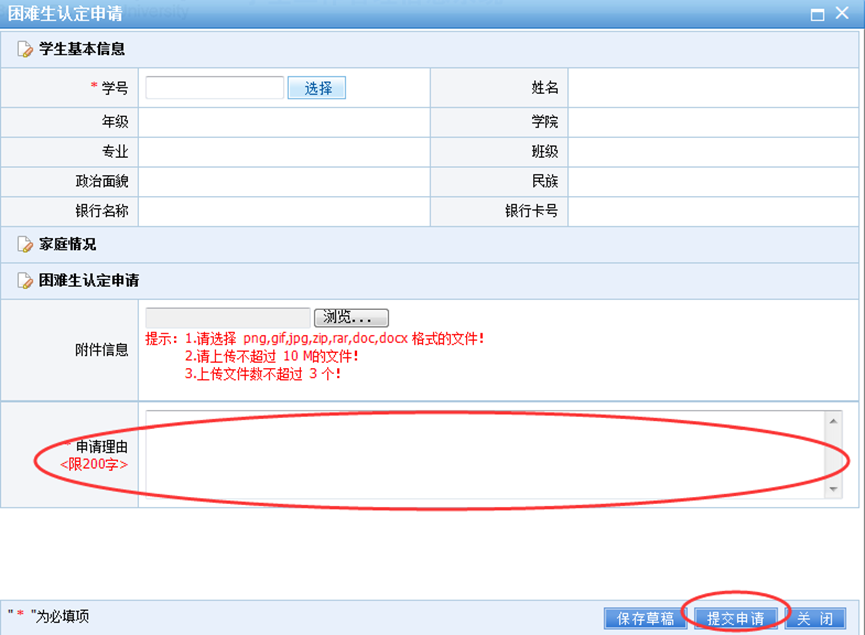 困难生认定申请
学生基本信息
* 学号 选择 姓名
年级 学院
专业 班级
政治面貌 民族
银行名称 银行卡号
家庭情况
困难生认定申请
附件信息 浏览...
提示：1.请选择 png,gif,jpg,zip,rar,doc,docx 格式的文件!
2.请上传不超过 10 M的文件!
3.上传文件数不超过 3 个!
* 申请理由
<限200字>
" * "为必填项 保存草稿 提交申请 关 闭